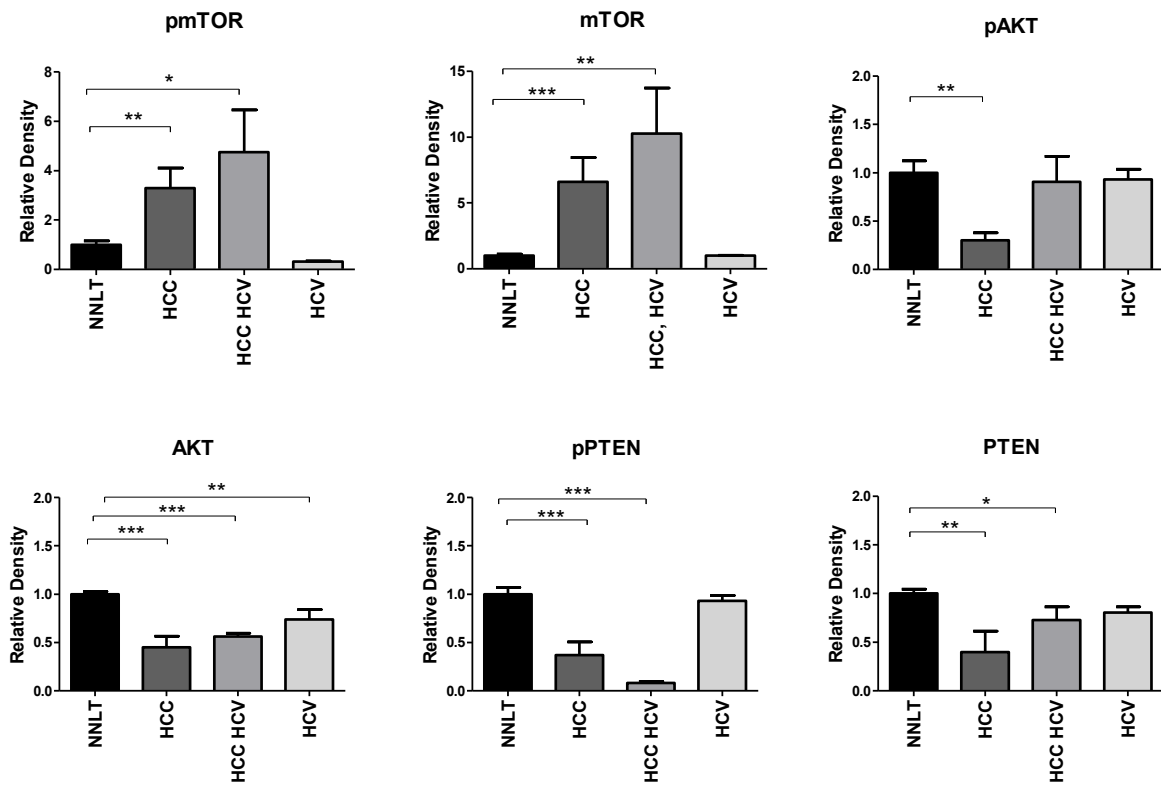 pmTOR
Relative Density
8
6
4
2
0
*
**
NNLT
HCC
HCC HCV
HCV
mTOR
Relative Density
15
10
5
0
**
***
NNLT
HCC
HCC, HCV
HCV
pAKT
Relative Density
2.0
1.5
1.0
0.5
0.0
**
NNLT
HCC
HCC HCV
HCV
AKT
Relative Density
2.0
1.5
1.0
0.5
0.0
**
***
***
NNLT
HCC
HCC HCV
HCV
pPTEN
Relative Density
2.0
1.5
1.0
0.5
0.0
***
***
NNLT
HCC
HCC HCV
HCV
PTEN
Relative Density
2.0
1.5
1.0
0.5
0.0
*
**
NNLT
HCC
HCC HCV
HCV